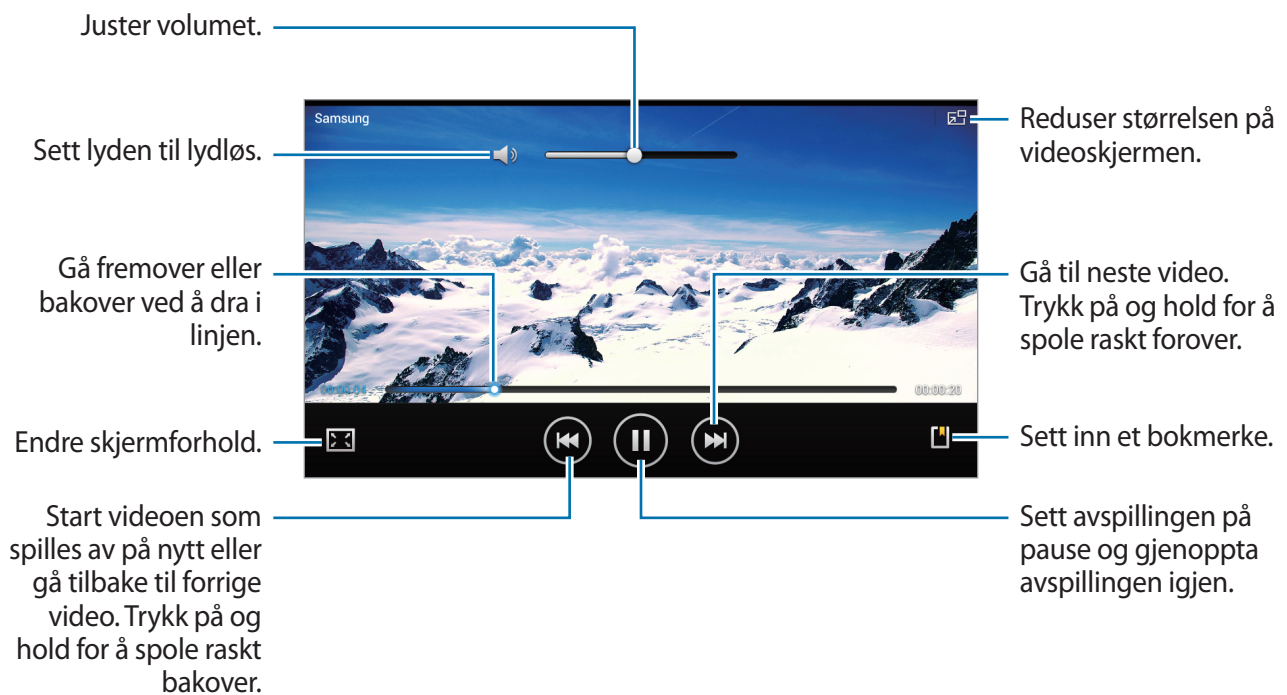 Juster volumet.
Samsung
Reduser størrelsen på
videoskjermen.
Sett lyden til lydløs.
Gå fremover eller
bakover ved å dra i
linjen.
Gå til neste video.
Trykk på og hold for å
spole raskt forover.
00:00:04
00:00:20
Endre skjermforhold.
Sett inn et bokmerke.
Start videoen som
spilles av på nytt eller
gå tilbake til forrige
video. Trykk på og
hold for å spole raskt
bakover.
Sett avspillingen på
pause og gjenoppta
avspillingen igjen.